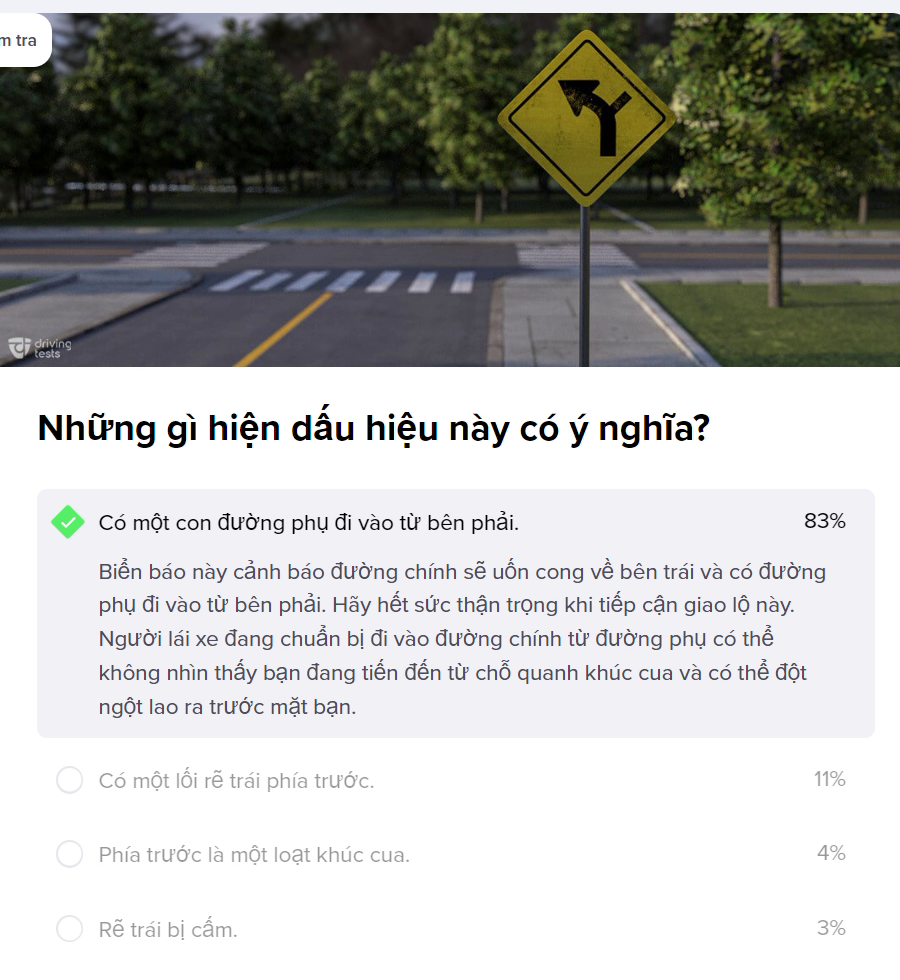 m tra
driving
tests
Những gì hiện dấu hiệu này có ý nghĩa?
Có một con đường phụ đi vào từ bên phải. 83%
Biển báo này cảnh báo đường chính sẽ uốn cong về bên trái và có đường
phụ đi vào từ bên phải. Hãy hết sức thận trọng khi tiếp cận giao lộ này.
Người lái xe đang chuẩn bị đi vào đường chính từ đường phụ có thể
không nhìn thấy bạn đang tiến đến từ chỗ quanh khúc cua và có thể đột
ngột lao ra trước mặt bạn.
Có một lối rẽ trái phía trước. 11%
Phía trước là một loạt khúc cua. 4%
Rẽ trái bị cấm. 3%